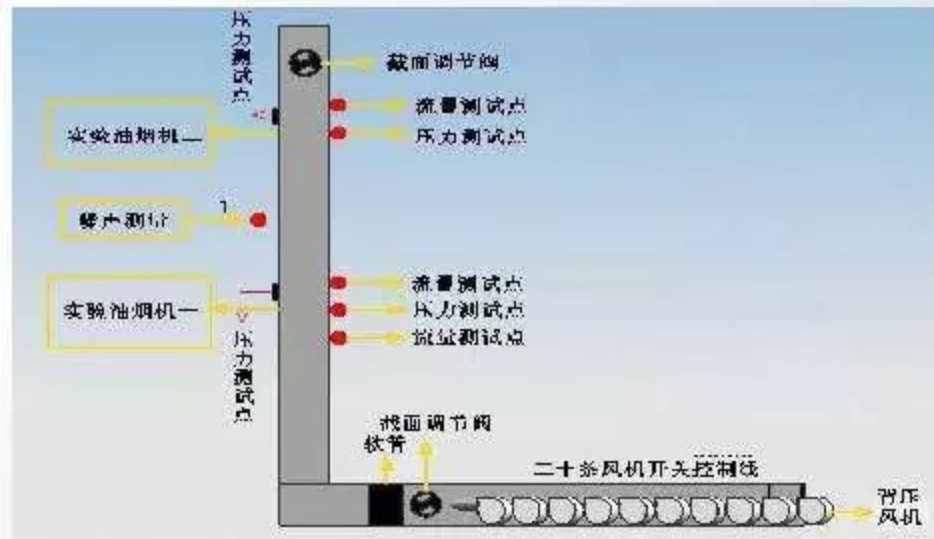 压力测试点
截面调节阀
流量测试点
实验油烟机二
压力测试点
噪声测量
1
流量测试点
实验油烟机一
压力测试点
流量测试点
压力测试点
截面调节阀
软管
二十条风机开关控制线
背压
风机